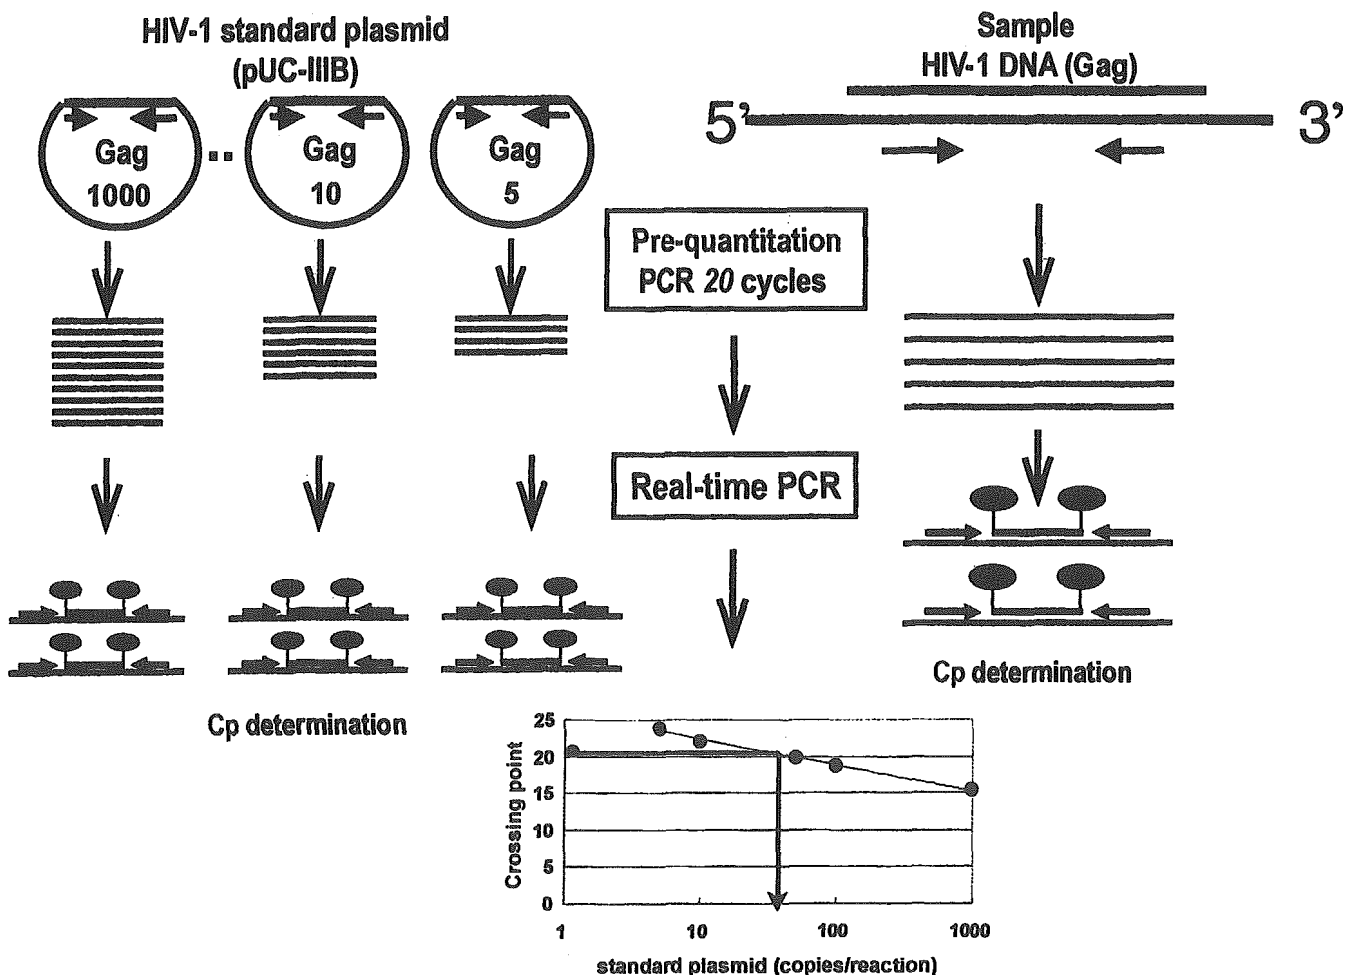 HIV-1 standard plasmid
(pUC-IIIB)
Gag
1000
..
Gag
10
Gag
5
Sample
HIV-1 DNA (Gag)
5'
3'
Pre-quantitation
PCR 20 cycles
Real-time PCR
Cp determination
Cp determination
Crossing point
25
20
15
10
5
0
1
10
100
1000
standard plasmid (copies/reaction)